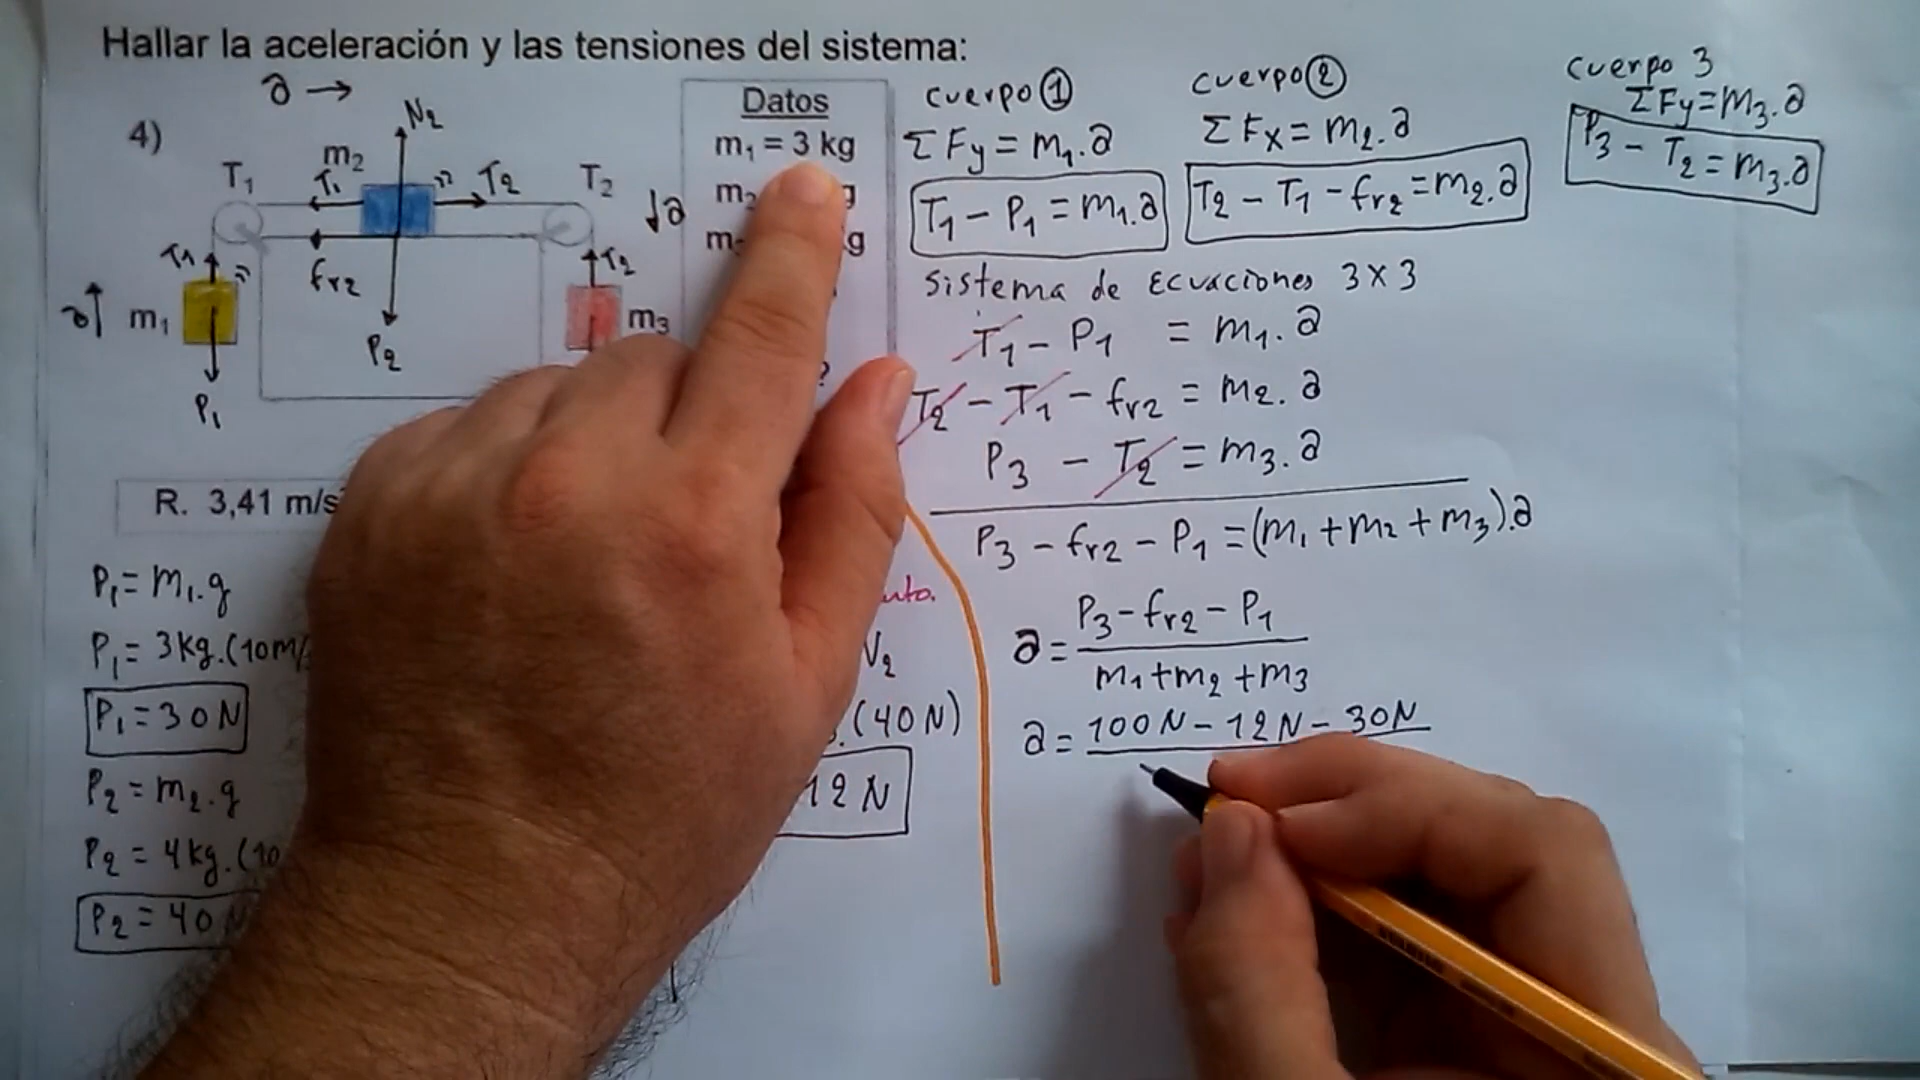 Hallar la aceleración y las tensiones del sistema:
a →
4)
N2
m2
T1
T1
T2
T2
↓a
fr2
T1
T2
a↑
m1
m3
P2
P1
R. 3,41 m/s
Datos
m1 = 3 kg
m2 g
kg
?
P1 = m1.g
P1 = 3kg.(10m/
P1 = 30N
P2 = m2.g
P2 = 4kg.(10
P2 = 40N
(40N)
12N
cuerpo ①
ΣFy = m1.a
T1 - P1 = m1.a
cuerpo ②
ΣFx = m2.a
T2 - T1 - fr2 = m2.a
cuerpo 3
ΣFy = m3.a
P3 - T2 = m3.a
Sistema de Ecuaciones 3x3
T1 - P1 = m1.a
T2 - T1 - fr2 = m2.a
P3 - T2 = m3.a
P3 - fr2 - P1 = (m1 + m2 + m3).a
a = P3 - fr2 - P1
m1 + m2 + m3
a = 100N - 12N - 30N